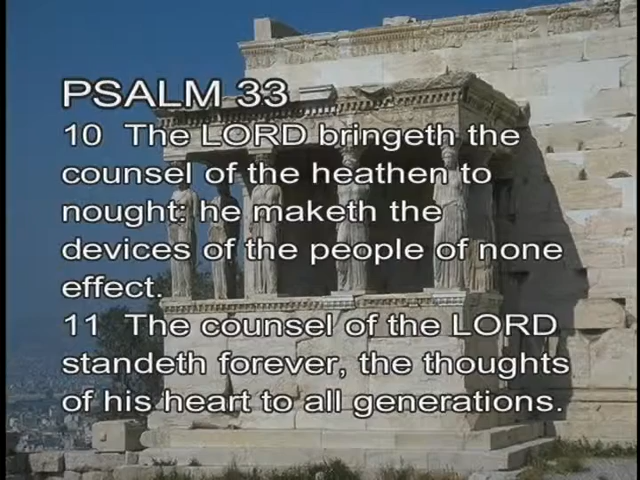 PSALM 33
10 The LORD bringeth the
counsel of the heathen to
nought: he maketh the
devices of the people of none
effect.
11 The counsel of the LORD
standeth forever, the thoughts
of his heart to all generations.